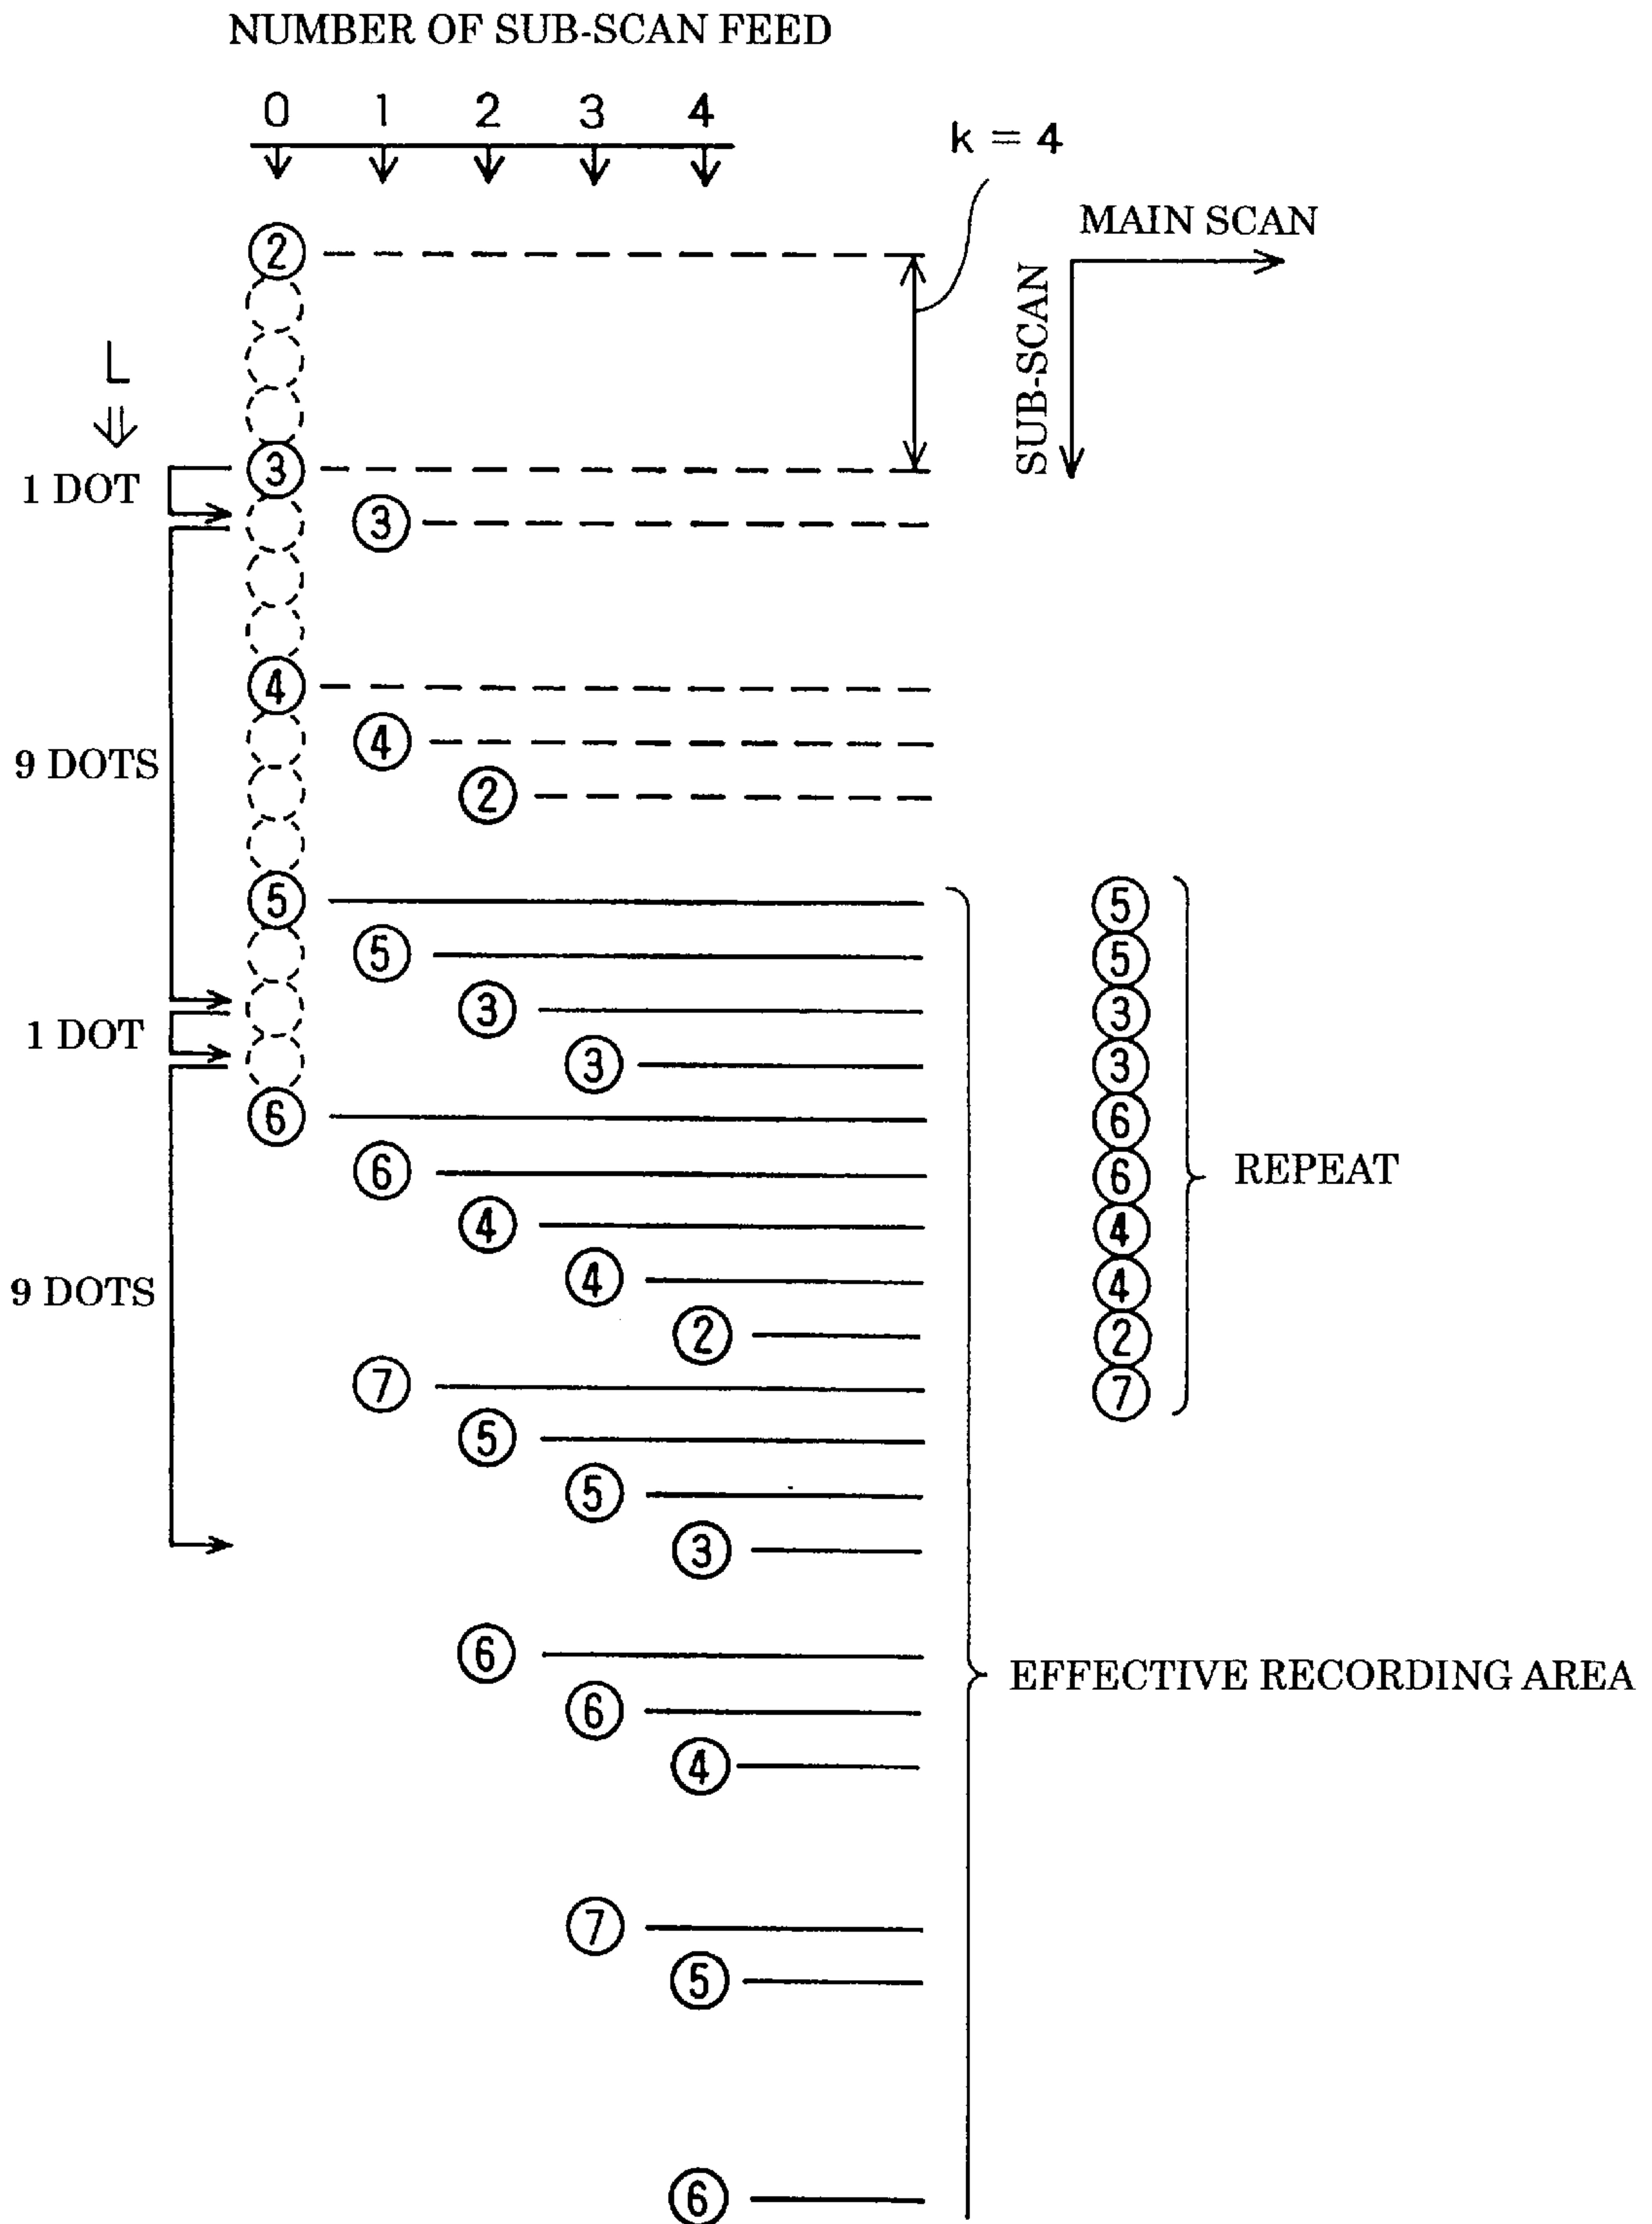 NUMBER OF SUB-SCAN FEED
0 1 2 3 4
k = 4
MAIN SCAN
SUB-SCAN
②
L
③
1 DOT
③
④
④
9 DOTS
②
⑤ ⑤
⑤ ⑤
③ ③
1 DOT
③ ③
⑥ ⑥
⑥ ⑥
REPEAT
④ ④
④ ④
9 DOTS
② ②
⑦ ⑦
⑤
⑤
③
⑥
EFFECTIVE RECORDING AREA
⑥
④
⑦
⑤
⑥